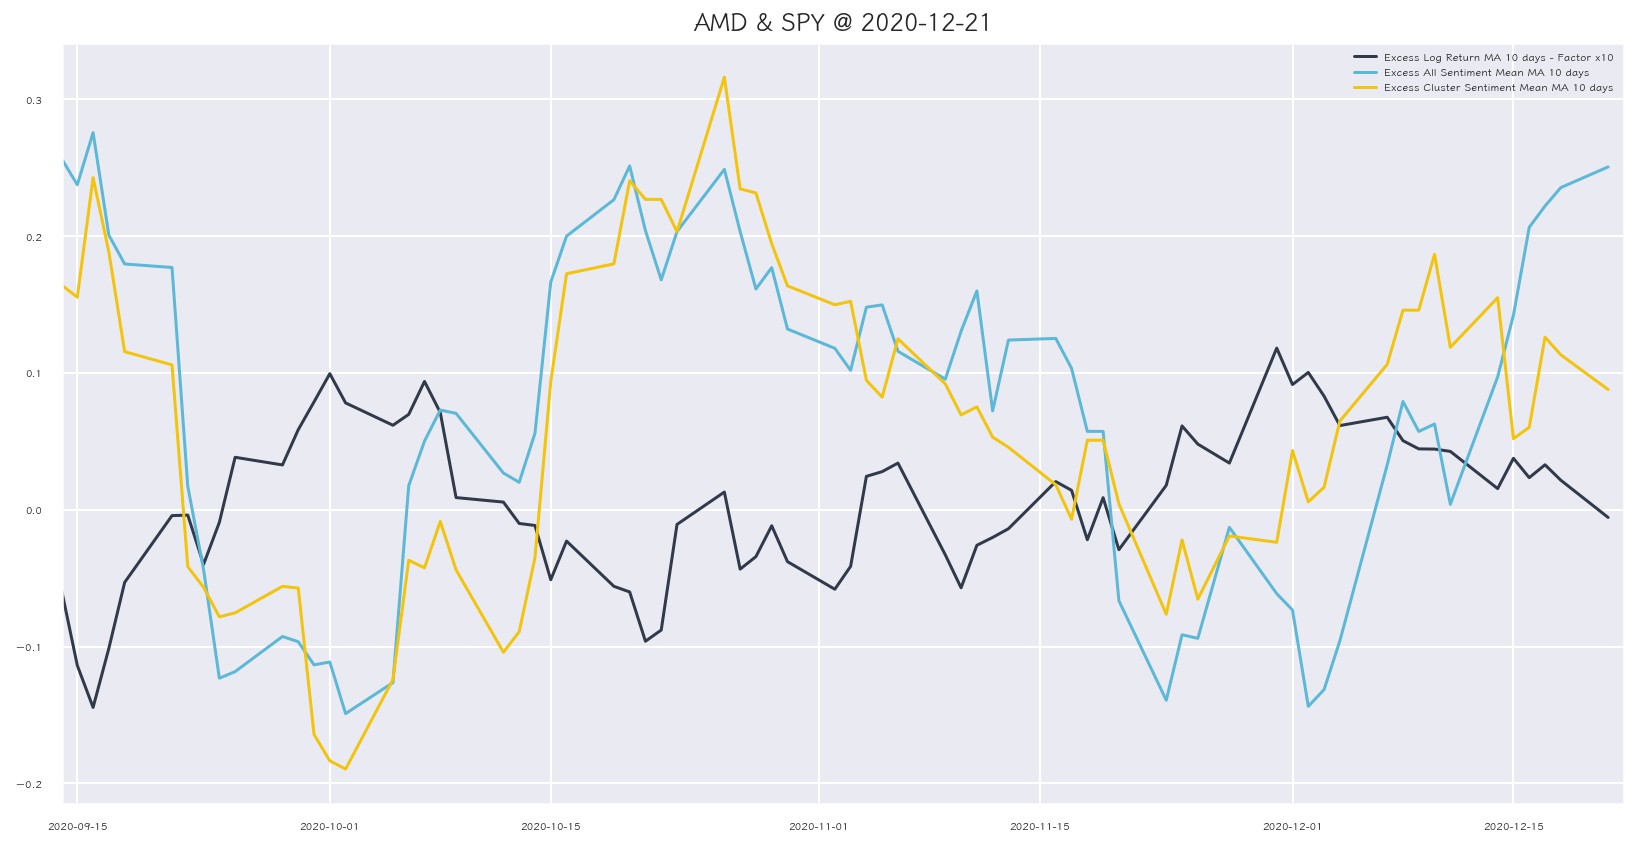 AMD & SPY @ 2020-12-21
Excess Log Return MA 10 days - Factor x10
Excess All Sentiment Mean MA 10 days
Excess Cluster Sentiment Mean MA 10 days
0.3
0.2
0.1
0.0
−0.1
−0.2
2020-09-15 2020-10-01 2020-10-15 2020-11-01 2020-11-15 2020-12-01 2020-12-15